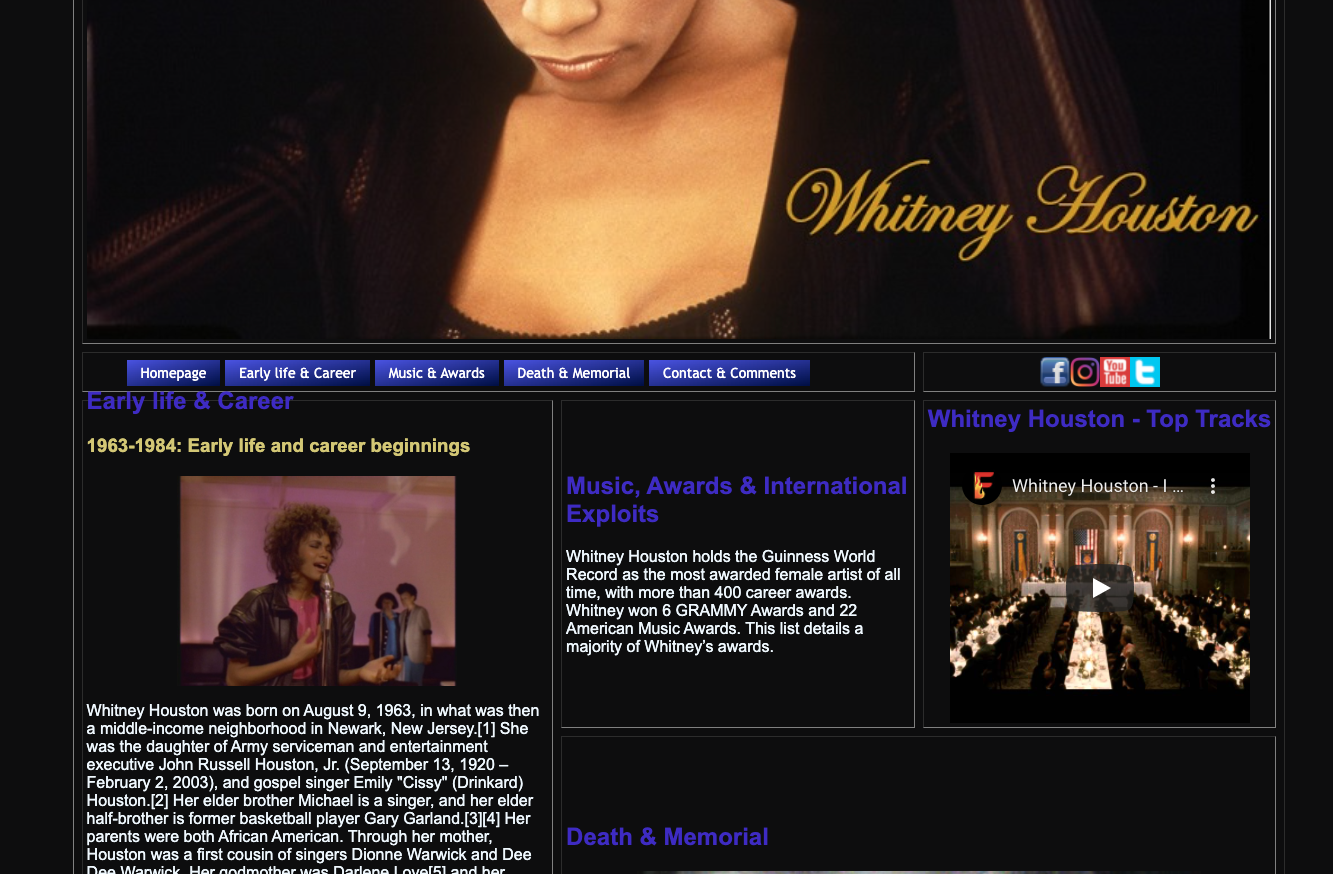 Whitney Houston
Homepage
Early life & Career
Music & Awards
Death & Memorial
Contact & Comments
You
Tube
Early life & Career
1963-1984: Early life and career beginnings
Whitney Houston was born on August 9, 1963, in what was then
a middle-income neighborhood in Newark, New Jersey.[1] She
was the daughter of Army serviceman and entertainment
executive John Russell Houston, Jr. (September 13, 1920 –
February 2, 2003), and gospel singer Emily "Cissy" (Drinkard)
Houston.[2] Her elder brother Michael is a singer, and her elder
half-brother is former basketball player Gary Garland.[3][4] Her
parents were both African American. Through her mother,
Houston was a first cousin of singers Dionne Warwick and Dee
Dee Warwick. Her godmother was Darlene Love[5] and her
Music, Awards & International
Exploits
Whitney Houston holds the Guinness World
Record as the most awarded female artist of all
time, with more than 400 career awards.
Whitney won 6 GRAMMY Awards and 22
American Music Awards. This list details a
majority of Whitney's awards.
Whitney Houston - Top Tracks
Whitney Houston - I ...
Death & Memorial